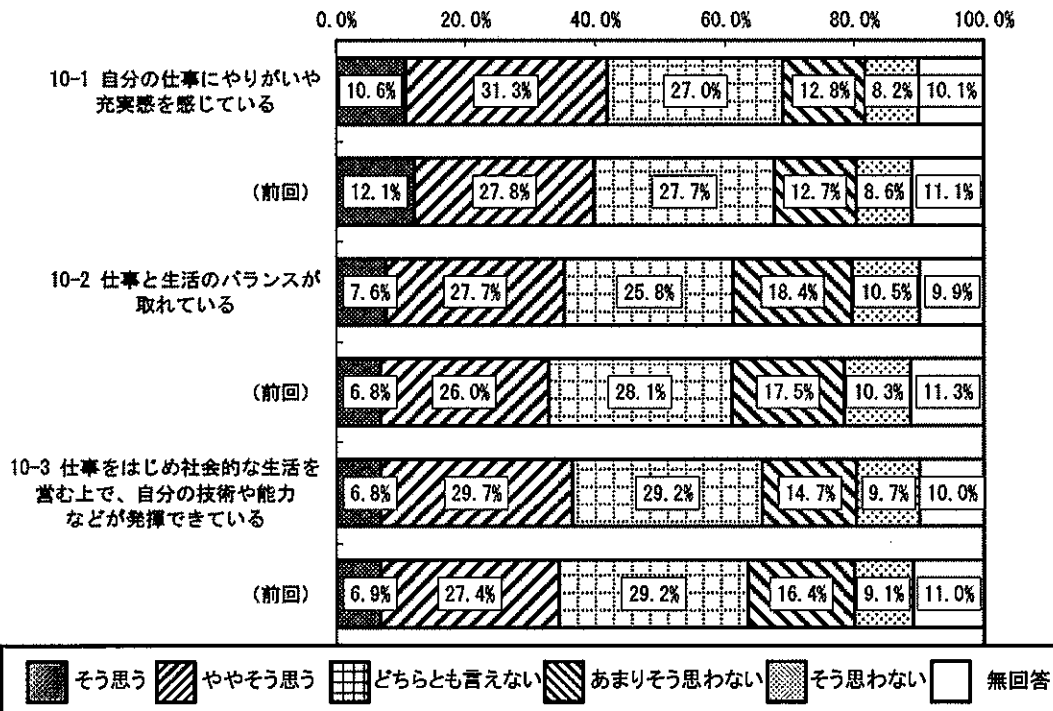 0.0% 20.0% 40.0% 60.0% 80.0% 100.0%
10-1 自分の仕事にやりがいや
充実感を感じている
10.6% 31.3% 27.0% 12.8% 8.2% 10.1%
(前回)
12.1% 27.8% 27.7% 12.7% 8.6% 11.1%
10-2 仕事と生活のバランスが
取れている
7.6% 27.7% 25.8% 18.4% 10.5% 9.9%
(前回)
6.8% 26.0% 28.1% 17.5% 10.3% 11.3%
10-3 仕事をはじめ社会的な生活を
営む上で、自分の技術や能力
などが発揮できている
6.8% 29.7% 29.2% 14.7% 9.7% 10.0%
(前回)
6.9% 27.4% 29.2% 16.4% 9.1% 11.0%
そう思う ややそう思う どちらとも言えない あまりそう思わない そう思わない 無回答